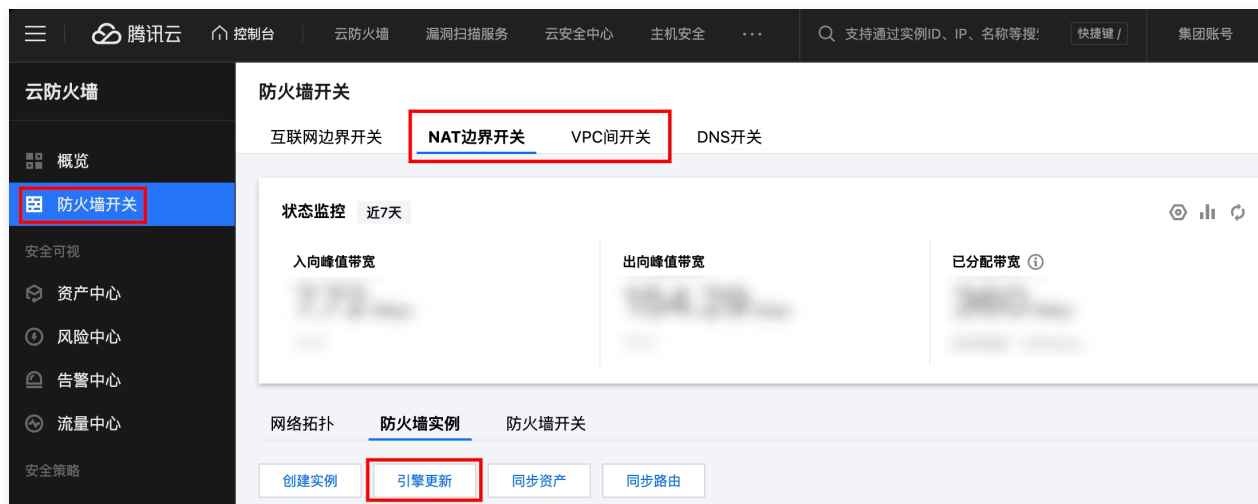 腾讯云 控制台 云防火墙 漏洞扫描服务 云安全中心 主机安全 ··· 支持通过实例ID、IP、名称等搜 快捷键 / 集团账号
云防火墙
防火墙开关
互联网边界开关 NAT边界开关 VPC间开关 DNS开关
概览
防火墙开关
状态监控 近7天
安全可视
入向峰值带宽 出向峰值带宽 已分配带宽
资产中心
风险中心
告警中心
流量中心
网络拓扑 防火墙实例 防火墙开关
安全策略
创建实例 引擎更新 同步资产 同步路由